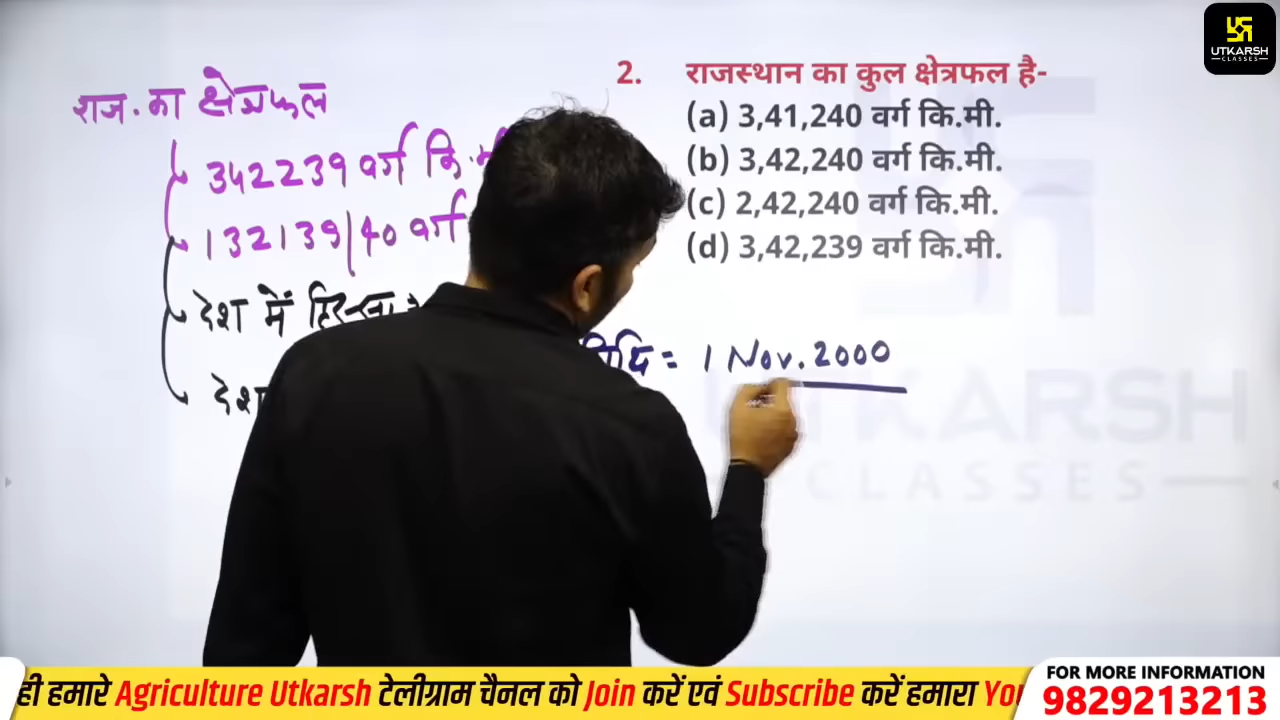 UTKARSH
CLASSES
राज. का क्षेत्रफल
342239 वर्ग कि.मी
132139/40 वर्ग
देश में हिस्सा
देश
2. राजस्थान का कुल क्षेत्रफल है-
(a) 3,41,240 वर्ग कि.मी.
(b) 3,42,240 वर्ग कि.मी.
(c) 2,42,240 वर्ग कि.मी.
(d) 3,42,239 वर्ग कि.मी.
= 1 Nov. 2000
UTKARSH
CLASSES
ही हमारे Agriculture Utkarsh टेलीग्राम चैनल को Join करें एवं Subscribe करें हमारा
FOR MORE INFORMATION
9829213213